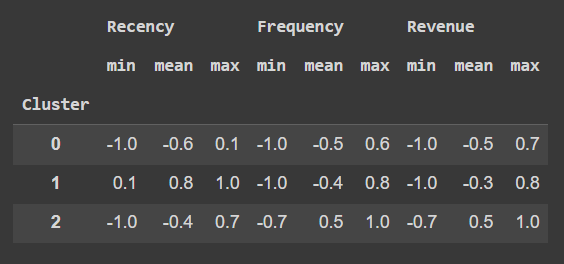 Recency Frequency Revenue
min mean max min mean max min mean max
Cluster
0 -1.0 -0.6 0.1 -1.0 -0.5 0.6 -1.0 -0.5 0.7
1 0.1 0.8 1.0 -1.0 -0.4 0.8 -1.0 -0.3 0.8
2 -1.0 -0.4 0.7 -0.7 0.5 1.0 -0.7 0.5 1.0